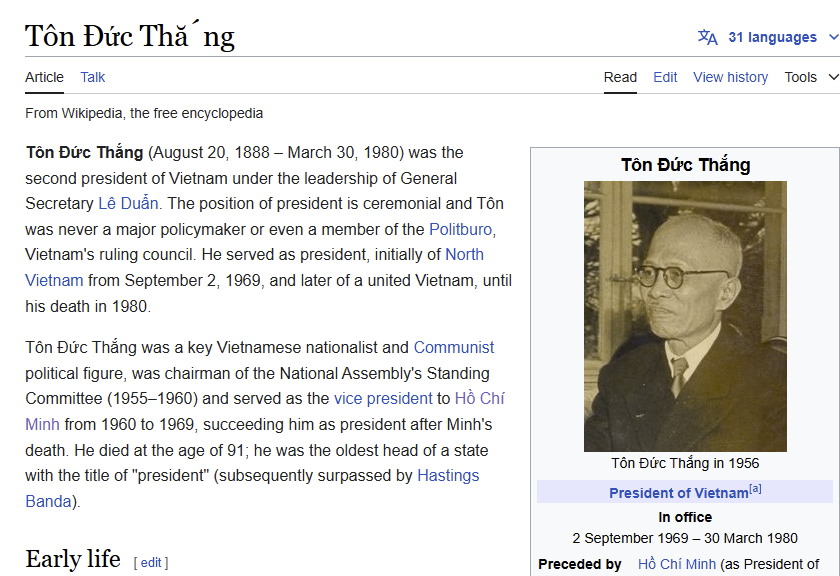 Tôn Đức Thắng
31 languages
Article Talk
Read Edit View history Tools
From Wikipedia, the free encyclopedia
Tôn Đức Thắng (August 20, 1888 – March 30, 1980) was the
second president of Vietnam under the leadership of General
Secretary Lê Duẩn. The position of president is ceremonial and Tôn
was never a major policymaker or even a member of the Politburo,
Vietnam's ruling council. He served as president, initially of North
Vietnam from September 2, 1969, and later of a united Vietnam, until
his death in 1980.
Tôn Đức Thắng was a key Vietnamese nationalist and Communist
political figure, was chairman of the National Assembly's Standing
Committee (1955–1960) and served as the vice president to Hồ Chí
Minh from 1960 to 1969, succeeding him as president after Minh's
death. He died at the age of 91; he was the oldest head of a state
with the title of "president" (subsequently surpassed by Hastings
Banda).
Early life [ edit ]
Tôn Đức Thắng
Tôn Đức Thắng in 1956
President of Vietnam[a]
In office
2 September 1969 – 30 March 1980
Preceded by Hồ Chí Minh (as President of